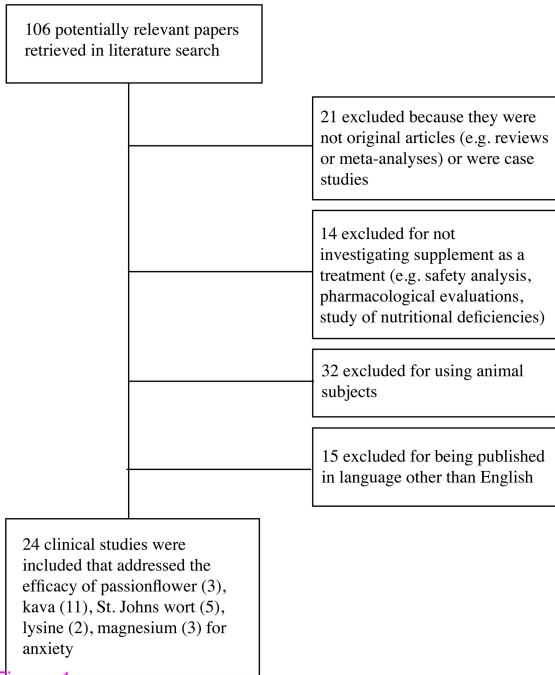 106 potentially relevant papers
retrieved in literature search
21 excluded because they were
not original articles (e.g. reviews
or meta-analyses) or were case
studies
14 excluded for not
investigating supplement as a
treatment (e.g. safety analysis,
pharmacological evaluations,
study of nutritional deficiencies)
32 excluded for using animal
subjects
15 excluded for being published
in language other than English
24 clinical studies were
included that addressed the
efficacy of passionflower (3),
kava (11), St. Johns wort (5),
lysine (2), magnesium (3) for
anxiety